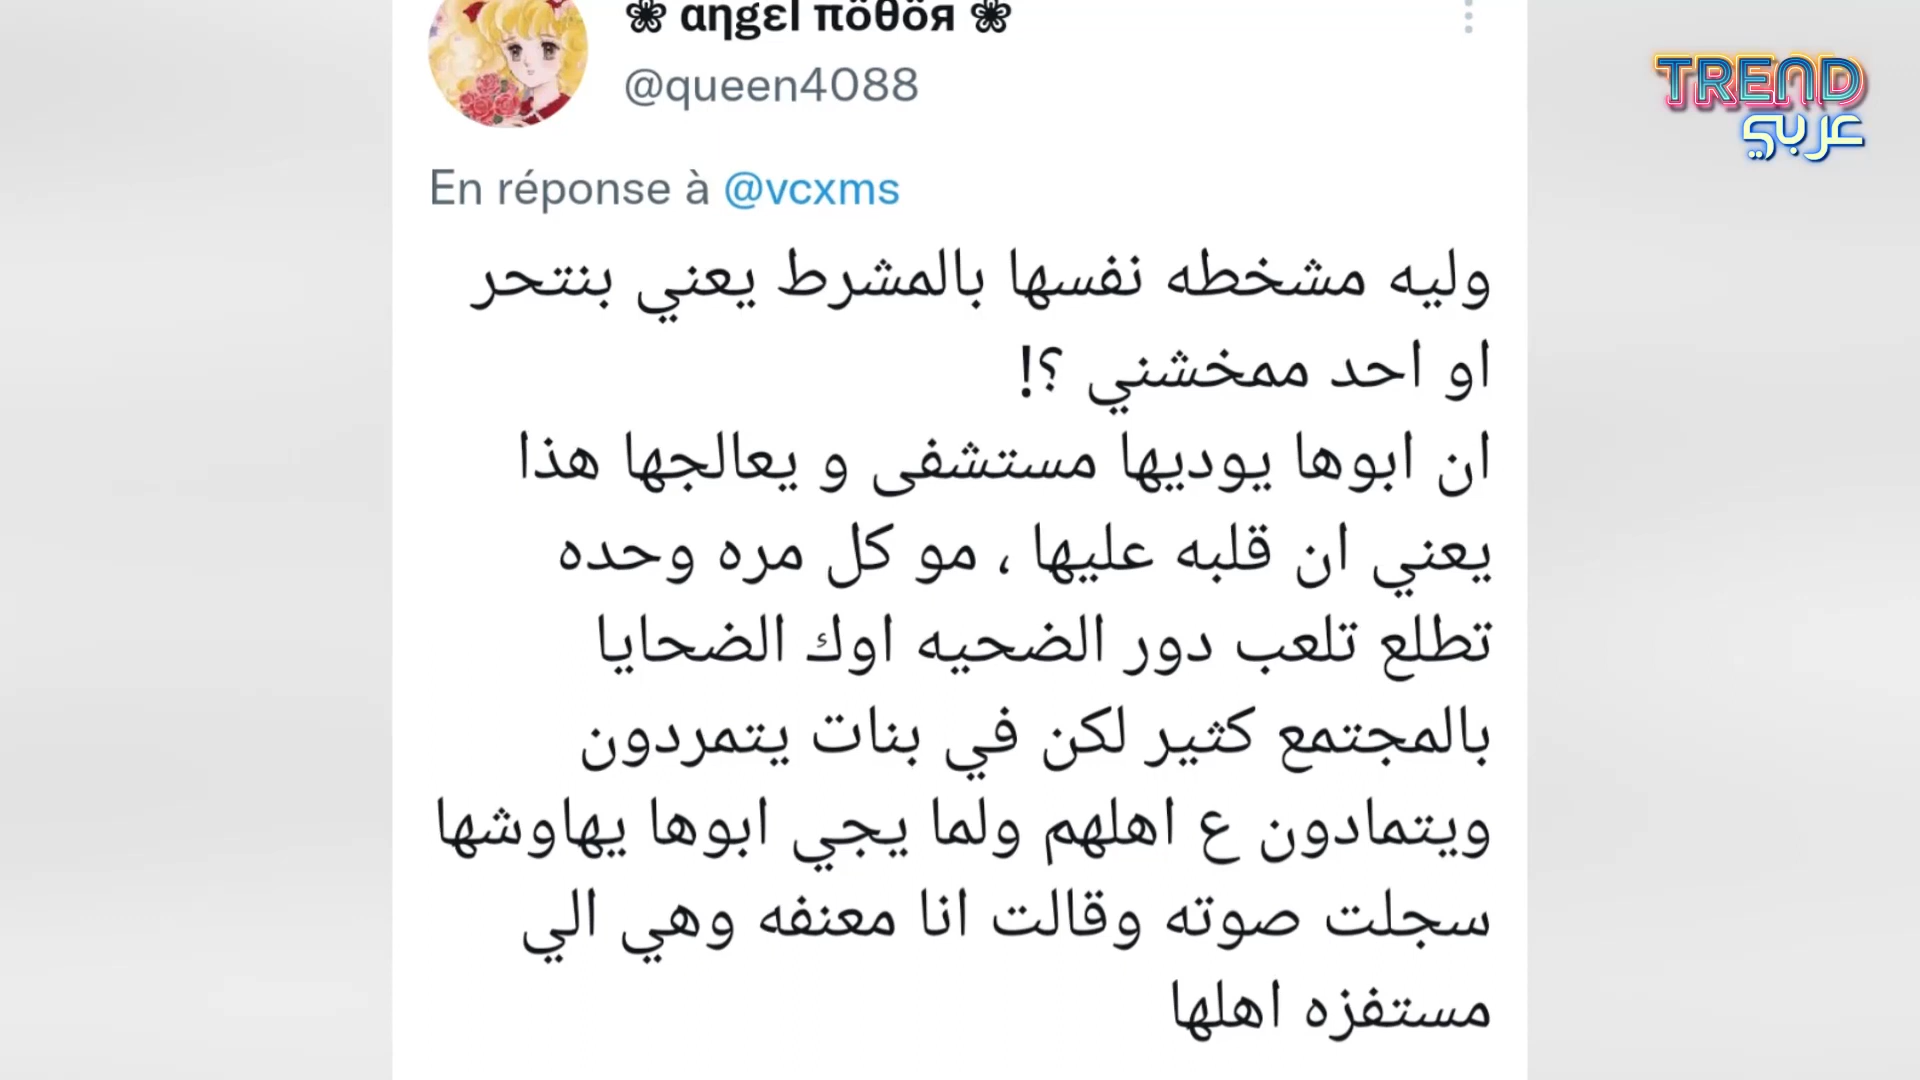 ❀ αηgεl πöθöя ❀
@queen4088
TREND
عربي
En réponse à @vcxms
وليه مشخطه نفسها بالمشرط يعني بنتحر
او احد ممخشني ؟!
ان ابوها يوديها مستشفى و يعالجها هذا
يعني ان قلبه عليها ، مو كل مره وحده
تطلع تلعب دور الضحيه اوك الضحايا
بالمجتمع كثير لكن في بنات يتمردون
ويتمادون ع اهلهم ولما يجي ابوها يهاوشها
سجلت صوته وقالت انا معنفه وهي الي
مستفزه اهلها